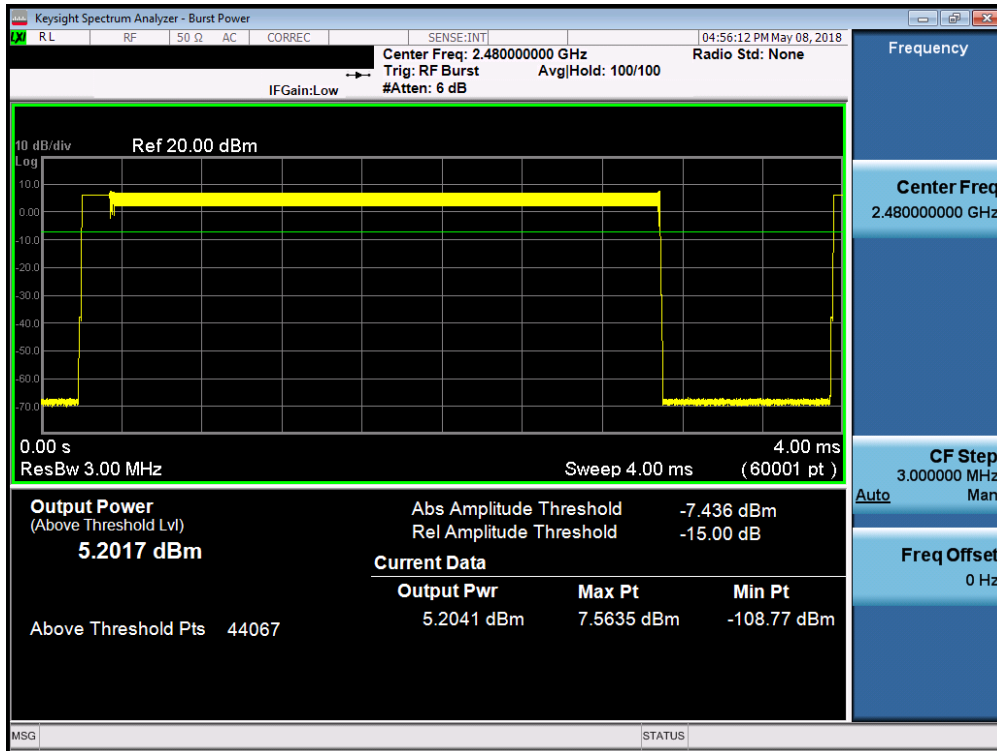 Keysight Spectrum Analyzer - Burst Power
LXI RL RF 50 Ω AC CORREC SENSE:INT 04:56:12 PM May 08, 2018
Center Freq: 2.480000000 GHz Radio Std: None
Trig: RF Burst Avg|Hold: 100/100
IFGain:Low #Atten: 6 dB
Frequency
10 dB/div Ref 20.00 dBm
Log
10.0
0.00
-10.0
-20.0
-30.0
-40.0
-50.0
-60.0
-70.0
0.00 s 4.00 ms
ResBw 3.00 MHz Sweep 4.00 ms (60001 pt)
Center Freq
2.480000000 GHz
CF Step
3.000000 MHz
Auto Man
Freq Offset
0 Hz
Output Power
(Above Threshold Lvl)
5.2017 dBm
Above Threshold Pts 44067
Abs Amplitude Threshold -7.436 dBm
Rel Amplitude Threshold -15.00 dB
Current Data
Output Pwr Max Pt Min Pt
5.2041 dBm 7.5635 dBm -108.77 dBm
MSG STATUS